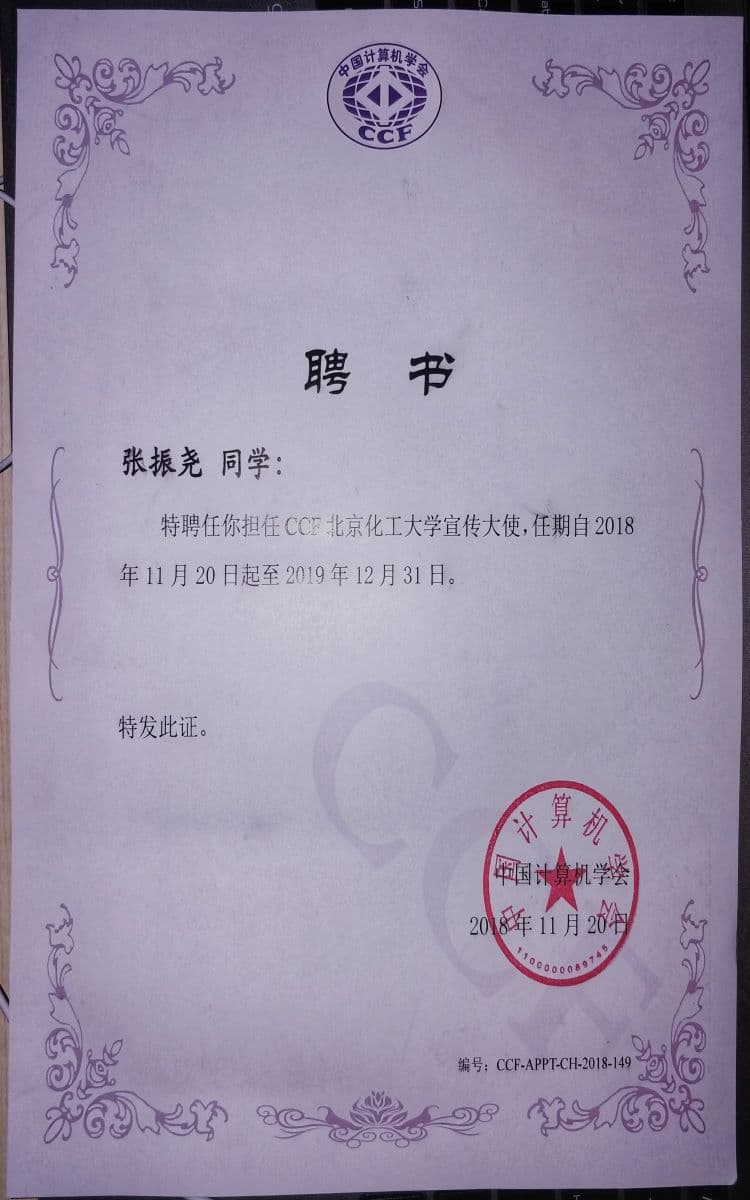 中国计算机学会
CCF
聘 书
张振尧 同学：
特聘任你担任CCF北京化工大学宣传大使，任期自2018
年11月20日起至2019年12月31日。
特发此证。
中国计算机学会
中国计算机学会
2018年11月20日
1100000089745
编号：CCF-APPT-CH-2018-149
CCF